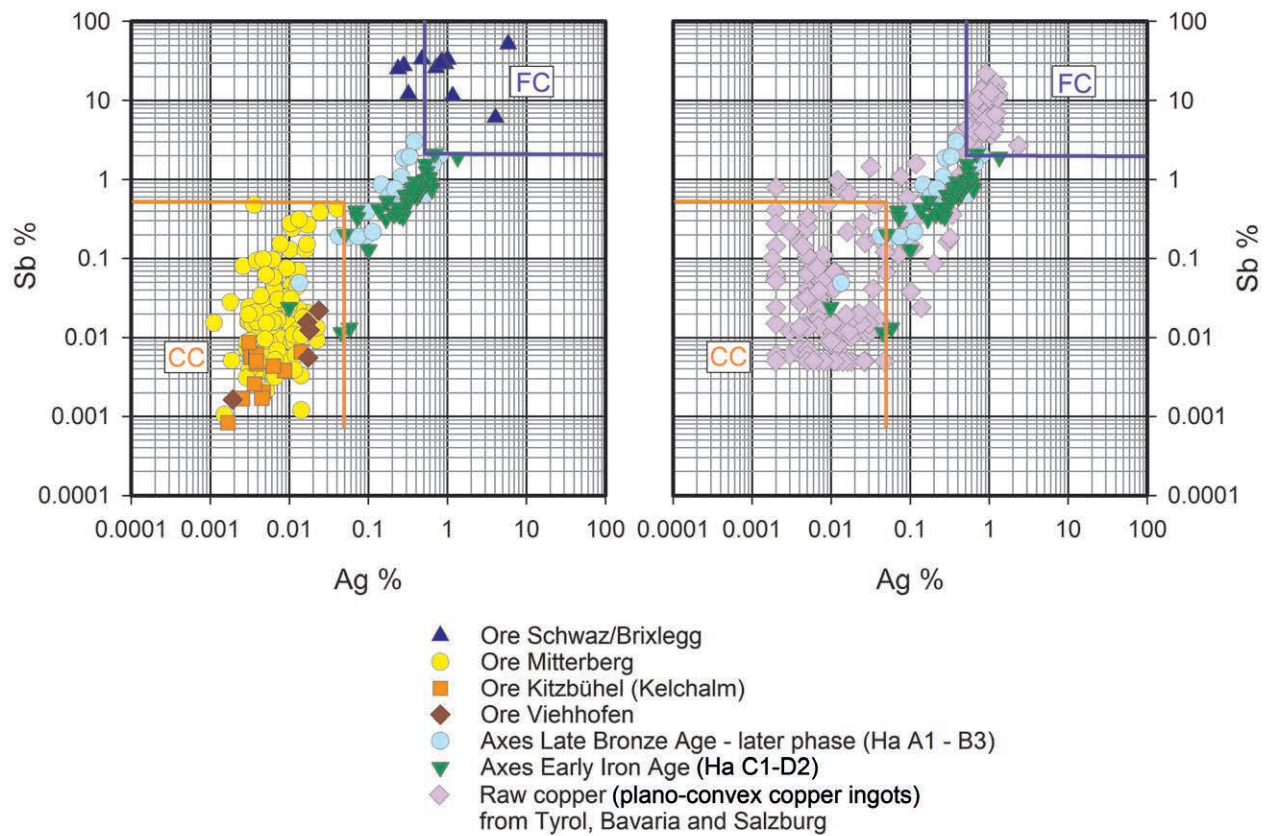 100
10
1
0.1
0.01
0.001
0.0001
Sb %
FC
CC
0.0001 0.001 0.01 0.1 1 10 100
Ag %
FC
CC
100
10
1
0.1
0.01
0.001
0.0001
Sb %
0.0001 0.001 0.01 0.1 1 10 100
Ag %
Ore Schwaz/Brixlegg
Ore Mitterberg
Ore Kitzbühel (Kelchalm)
Ore Viehhofen
Axes Late Bronze Age - later phase (Ha A1 - B3)
Axes Early Iron Age (Ha C1-D2)
Raw copper (plano-convex copper ingots)
from Tyrol, Bavaria and Salzburg